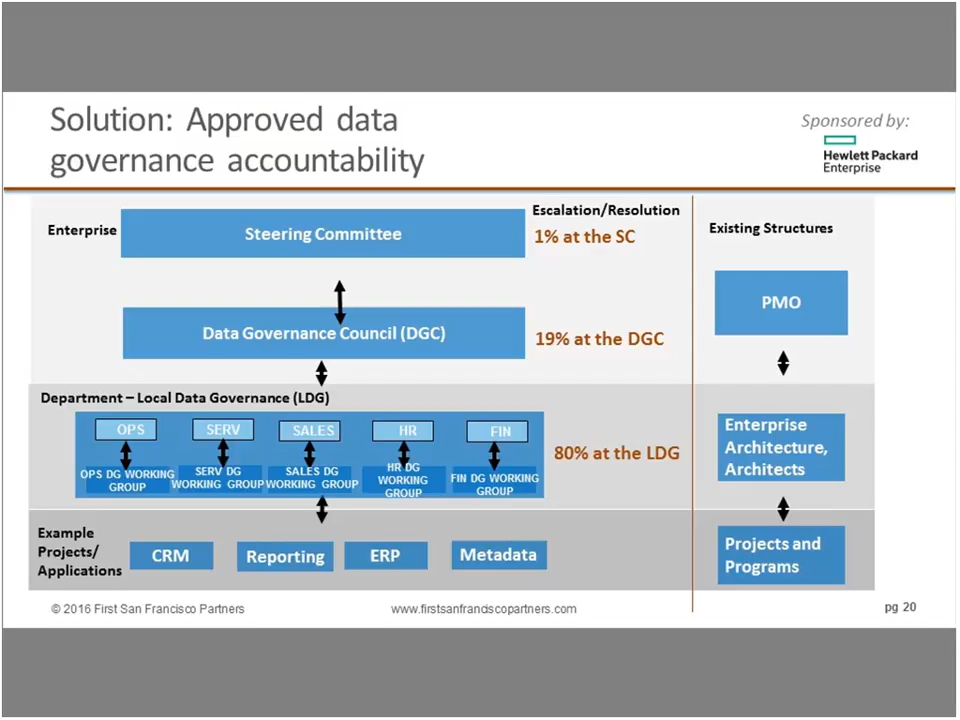 Solution: Approved data
governance accountability
Sponsored by:
Hewlett Packard
Enterprise
Enterprise
Steering Committee
Escalation/Resolution
1% at the SC
Existing Structures
PMO
Data Governance Council (DGC)
19% at the DGC
Department – Local Data Governance (LDG)
OPS
SERV
SALES
HR
FIN
OPS DG WORKING
GROUP
SERV DG
WORKING GROUP
SALES DG
WORKING GROUP
HR DG
WORKING
GROUP
FIN DG WORKING
GROUP
80% at the LDG
Enterprise
Architecture,
Architects
Example
Projects/
Applications
CRM
Reporting
ERP
Metadata
Projects and
Programs
© 2016 First San Francisco Partners
www.firstsanfranciscopartners.com
pg 20